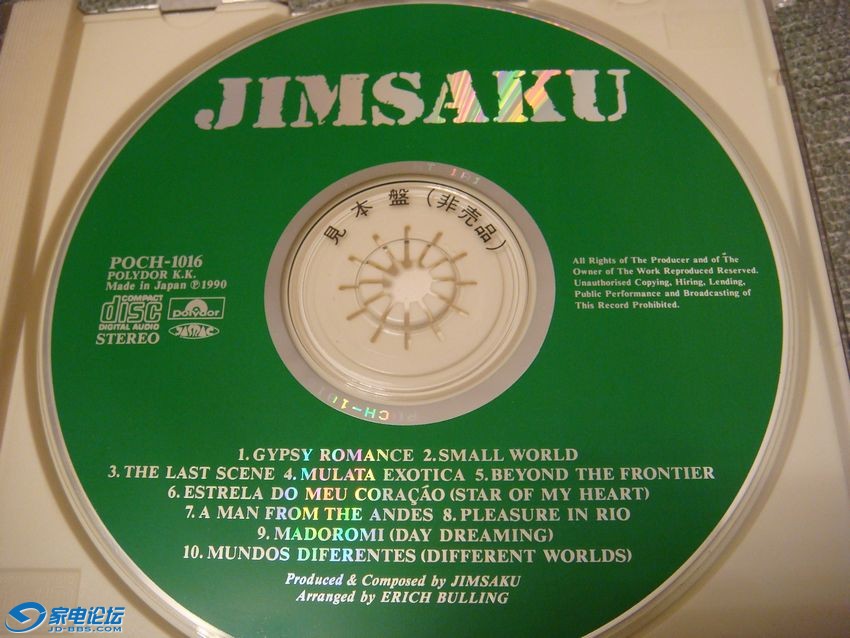 JIMSAKU
見本盤(非売品)
POCH-1016
POLYDOR K.K.
Made in Japan ℗1990
COMPACT
disc
DIGITAL AUDIO
STEREO
Polydor
JASRAC
All Rights of The Producer and of The
Owner of The Work Reproduced Reserved.
Unauthorised Copying, Hiring, Lending,
Public Performance and Broadcasting of
This Record Prohibited.
1. GYPSY ROMANCE 2. SMALL WORLD
3. THE LAST SCENE 4. MULATA EXOTICA 5. BEYOND THE FRONTIER
6. ESTRELA DO MEU CORAÇÃO (STAR OF MY HEART)
7. A MAN FROM THE ANDES 8. PLEASURE IN RIO
9. MADOROMI (DAY DREAMING)
10. MUNDOS DIFERENTES (DIFFERENT WORLDS)
Produced & Composed by JIMSAKU
Arranged by ERICH BULLING
家电论坛
JD-BBS.COM